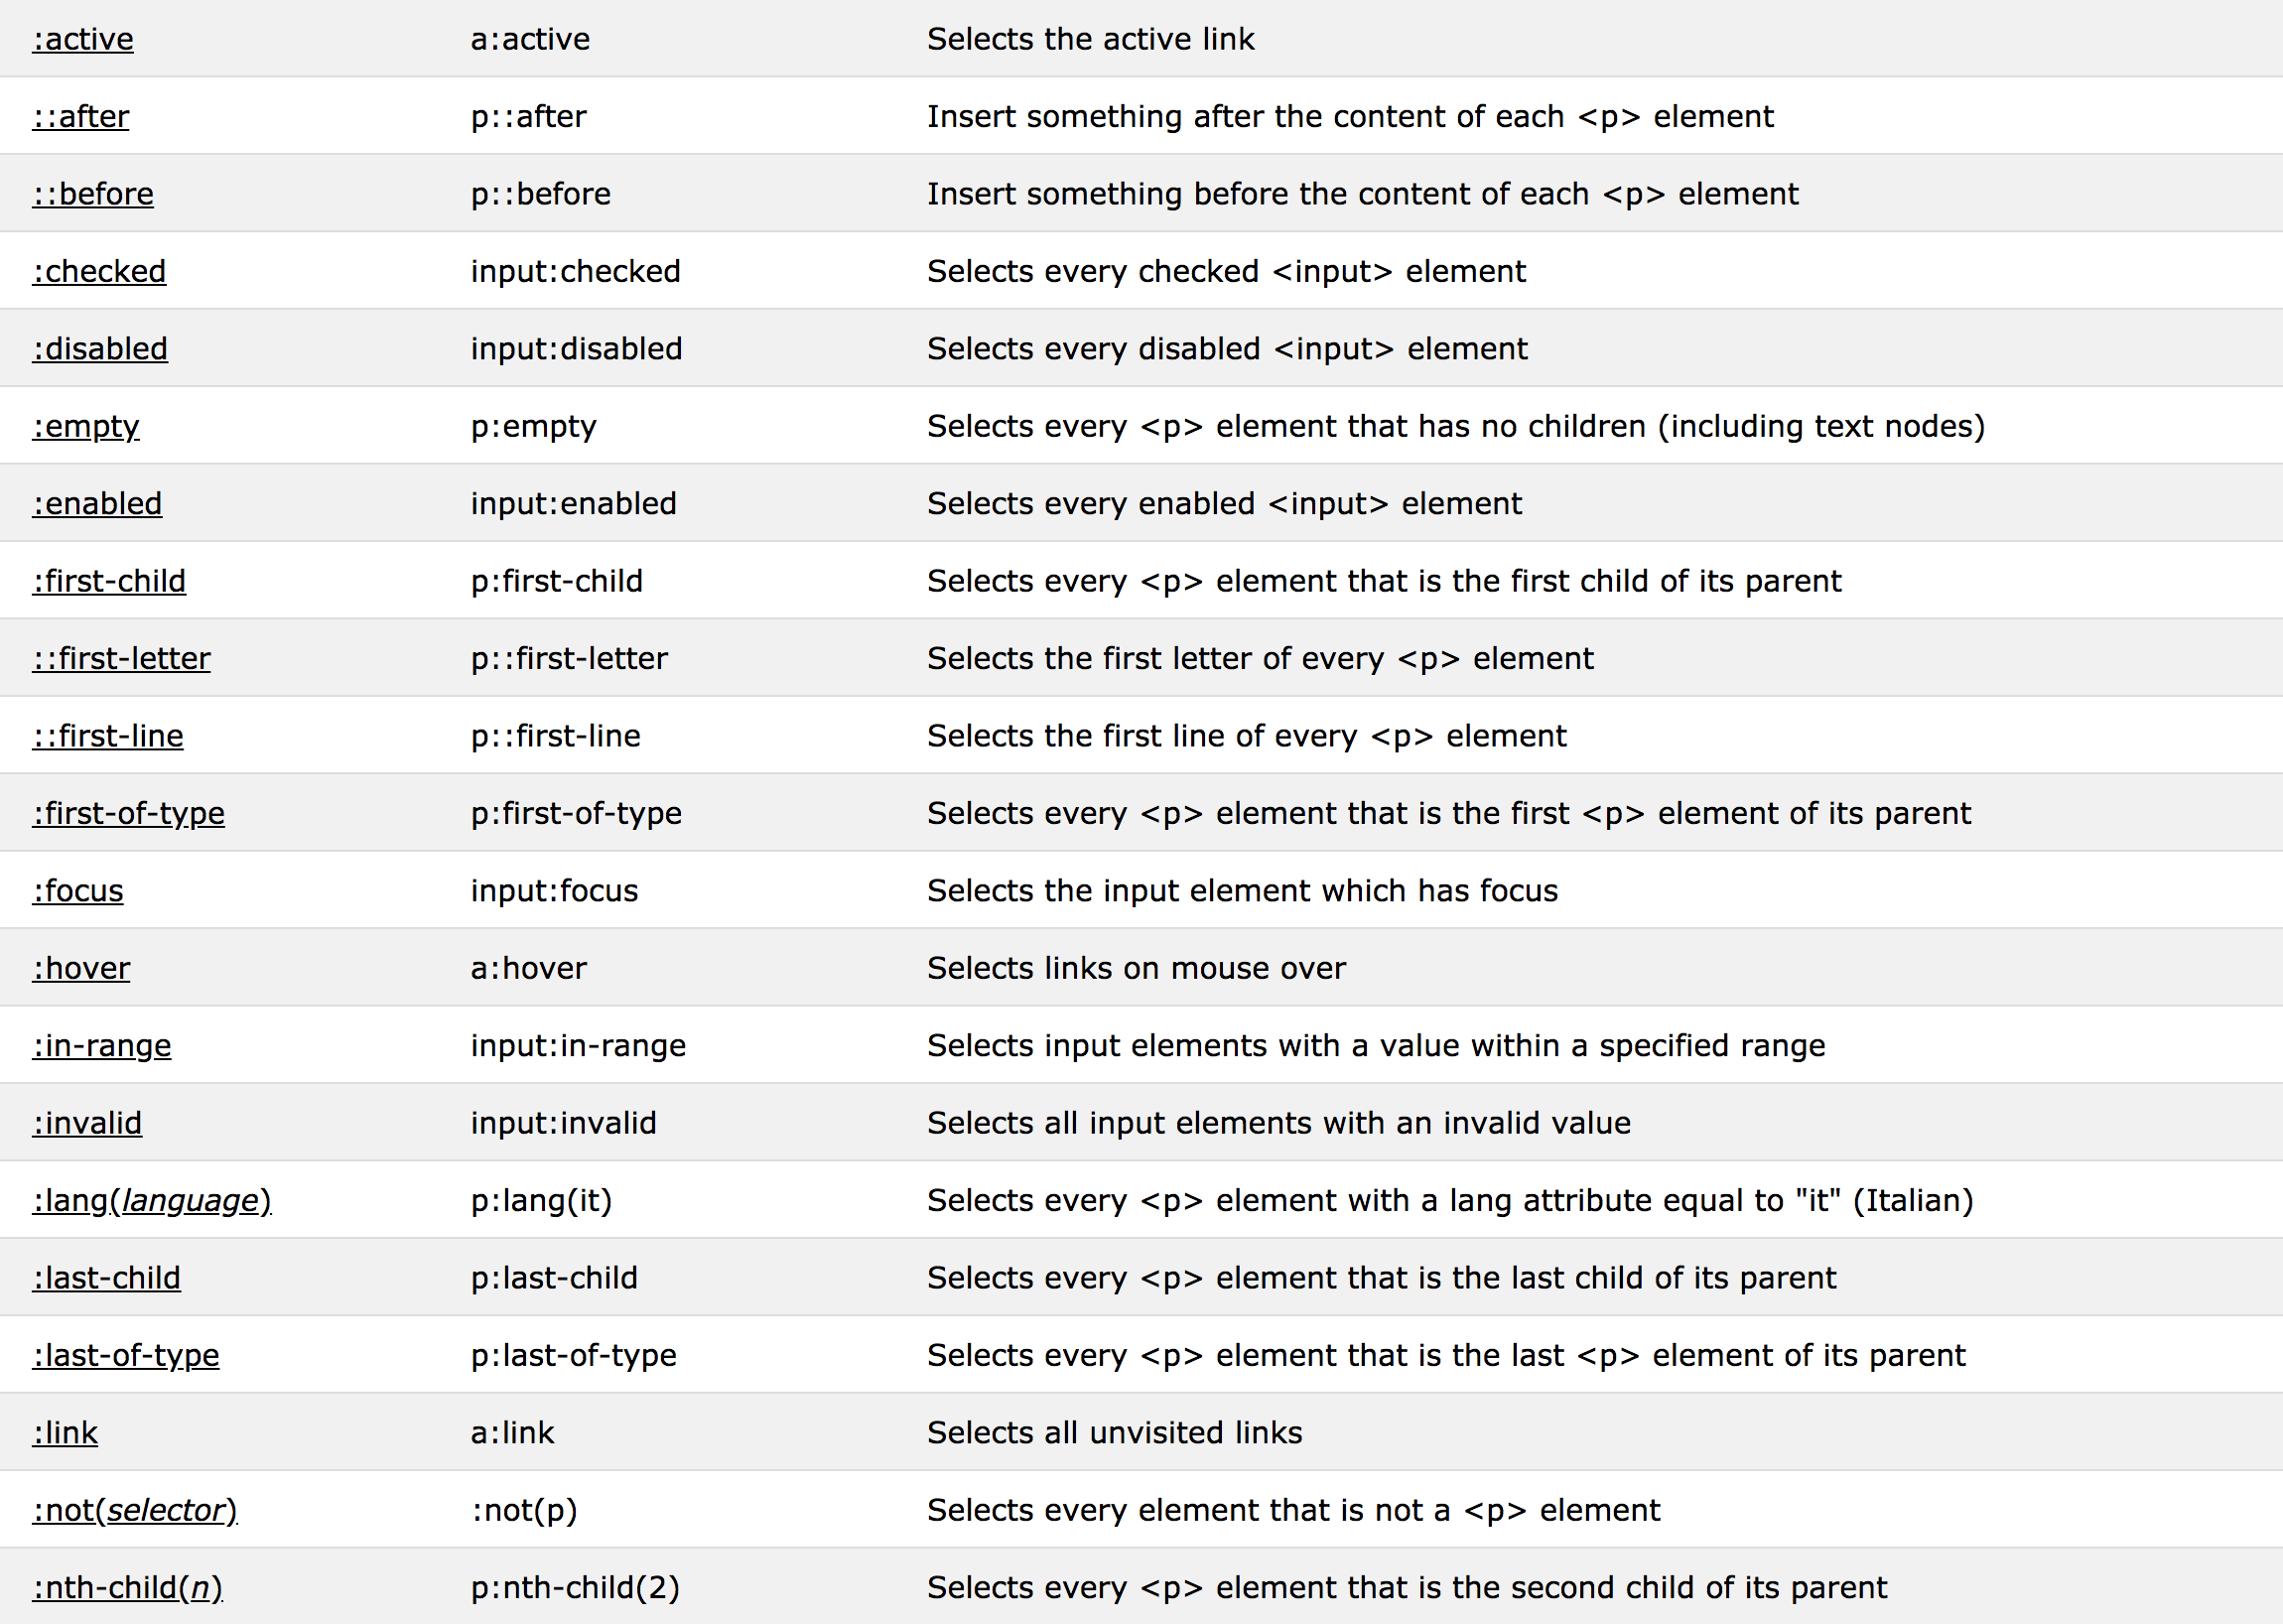 :active a:active Selects the active link
::after p::after Insert something after the content of each <p> element
::before p::before Insert something before the content of each <p> element
:checked input:checked Selects every checked <input> element
:disabled input:disabled Selects every disabled <input> element
:empty p:empty Selects every <p> element that has no children (including text nodes)
:enabled input:enabled Selects every enabled <input> element
:first-child p:first-child Selects every <p> element that is the first child of its parent
::first-letter p::first-letter Selects the first letter of every <p> element
::first-line p::first-line Selects the first line of every <p> element
:first-of-type p:first-of-type Selects every <p> element that is the first <p> element of its parent
:focus input:focus Selects the input element which has focus
:hover a:hover Selects links on mouse over
:in-range input:in-range Selects input elements with a value within a specified range
:invalid input:invalid Selects all input elements with an invalid value
:lang(language) p:lang(it) Selects every <p> element with a lang attribute equal to "it" (Italian)
:last-child p:last-child Selects every <p> element that is the last child of its parent
:last-of-type p:last-of-type Selects every <p> element that is the last <p> element of its parent
:link a:link Selects all unvisited links
:not(selector) :not(p) Selects every element that is not a <p> element
:nth-child(n) p:nth-child(2) Selects every <p> element that is the second child of its parent